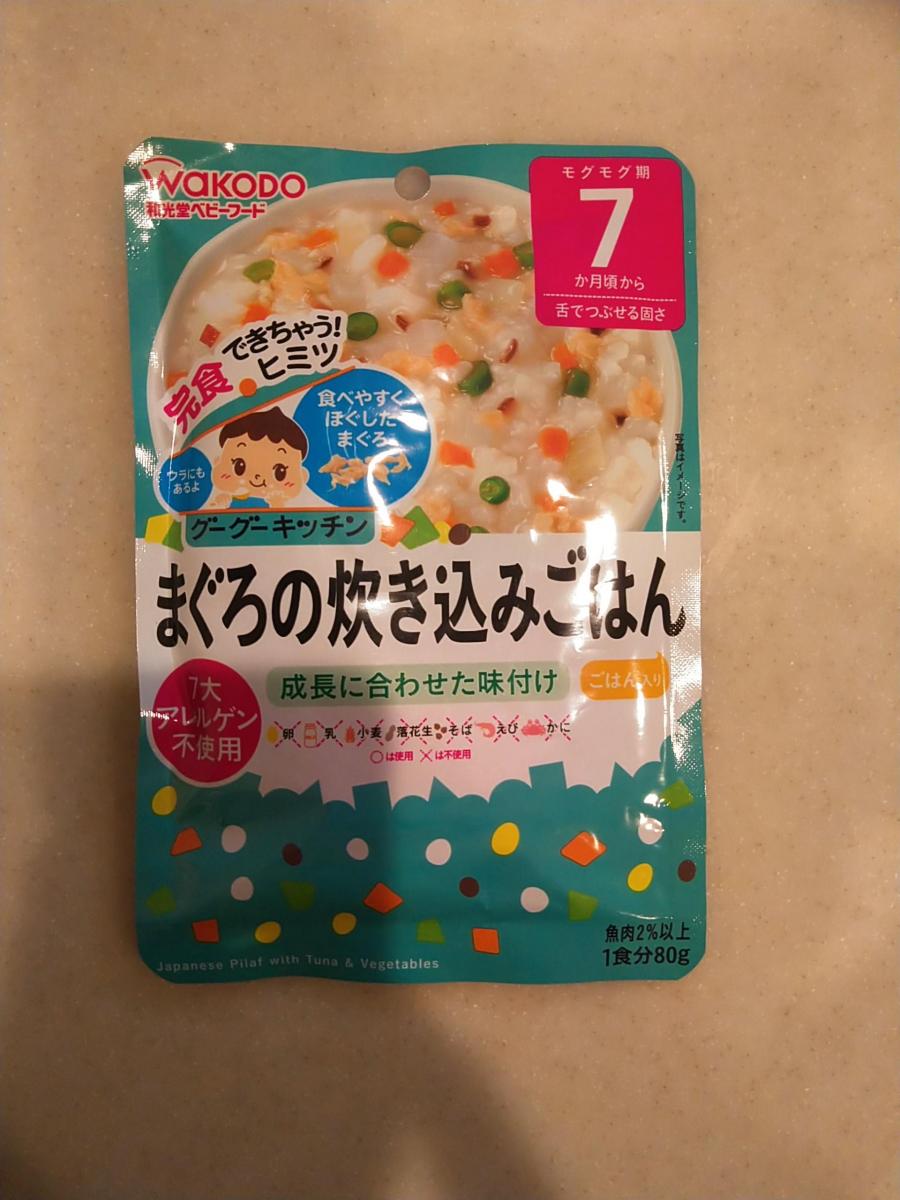 WAKODO
和光堂ベビーフード
モグモグ期
7
か月頃から
舌でつぶせる固さ
完食
できちゃう!
ヒミツ
食べやすく
ほぐした
まぐろ
ウラにも
あるよ
写真はイメージです。
グーグーキッチン
まぐろの炊き込みごはん
成長に合わせた味付け
ごはん入り
7大
アレルゲン
不使用
卵 乳 小麦 落花生 そば えび かに
○は使用 ×は不使用
魚肉2%以上
1食分80g
Japanese Pilaf with Tuna & Vegetables